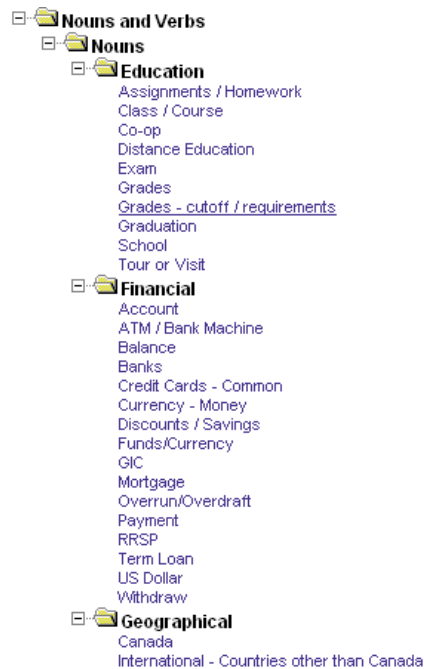 Nouns and Verbs
Nouns
Education
Assignments / Homework
Class / Course
Co-op
Distance Education
Exam
Grades
Grades - cutoff / requirements
Graduation
School
Tour or Visit
Financial
Account
ATM / Bank Machine
Balance
Banks
Credit Cards - Common
Currency - Money
Discounts / Savings
Funds/Currency
GIC
Mortgage
Overrun/Overdraft
Payment
RRSP
Term Loan
US Dollar
Withdraw
Geographical
Canada
International - Countries other than Canada